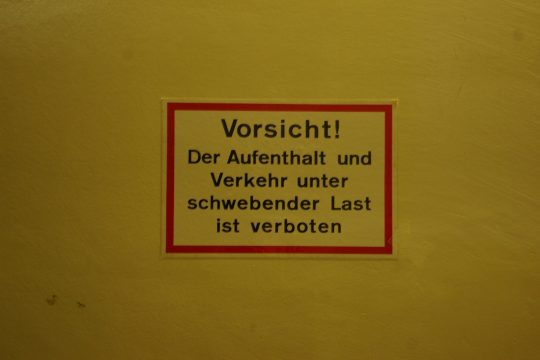 Vorsicht!
Der Aufenthalt und
Verkehr unter
schwebender Last
ist verboten